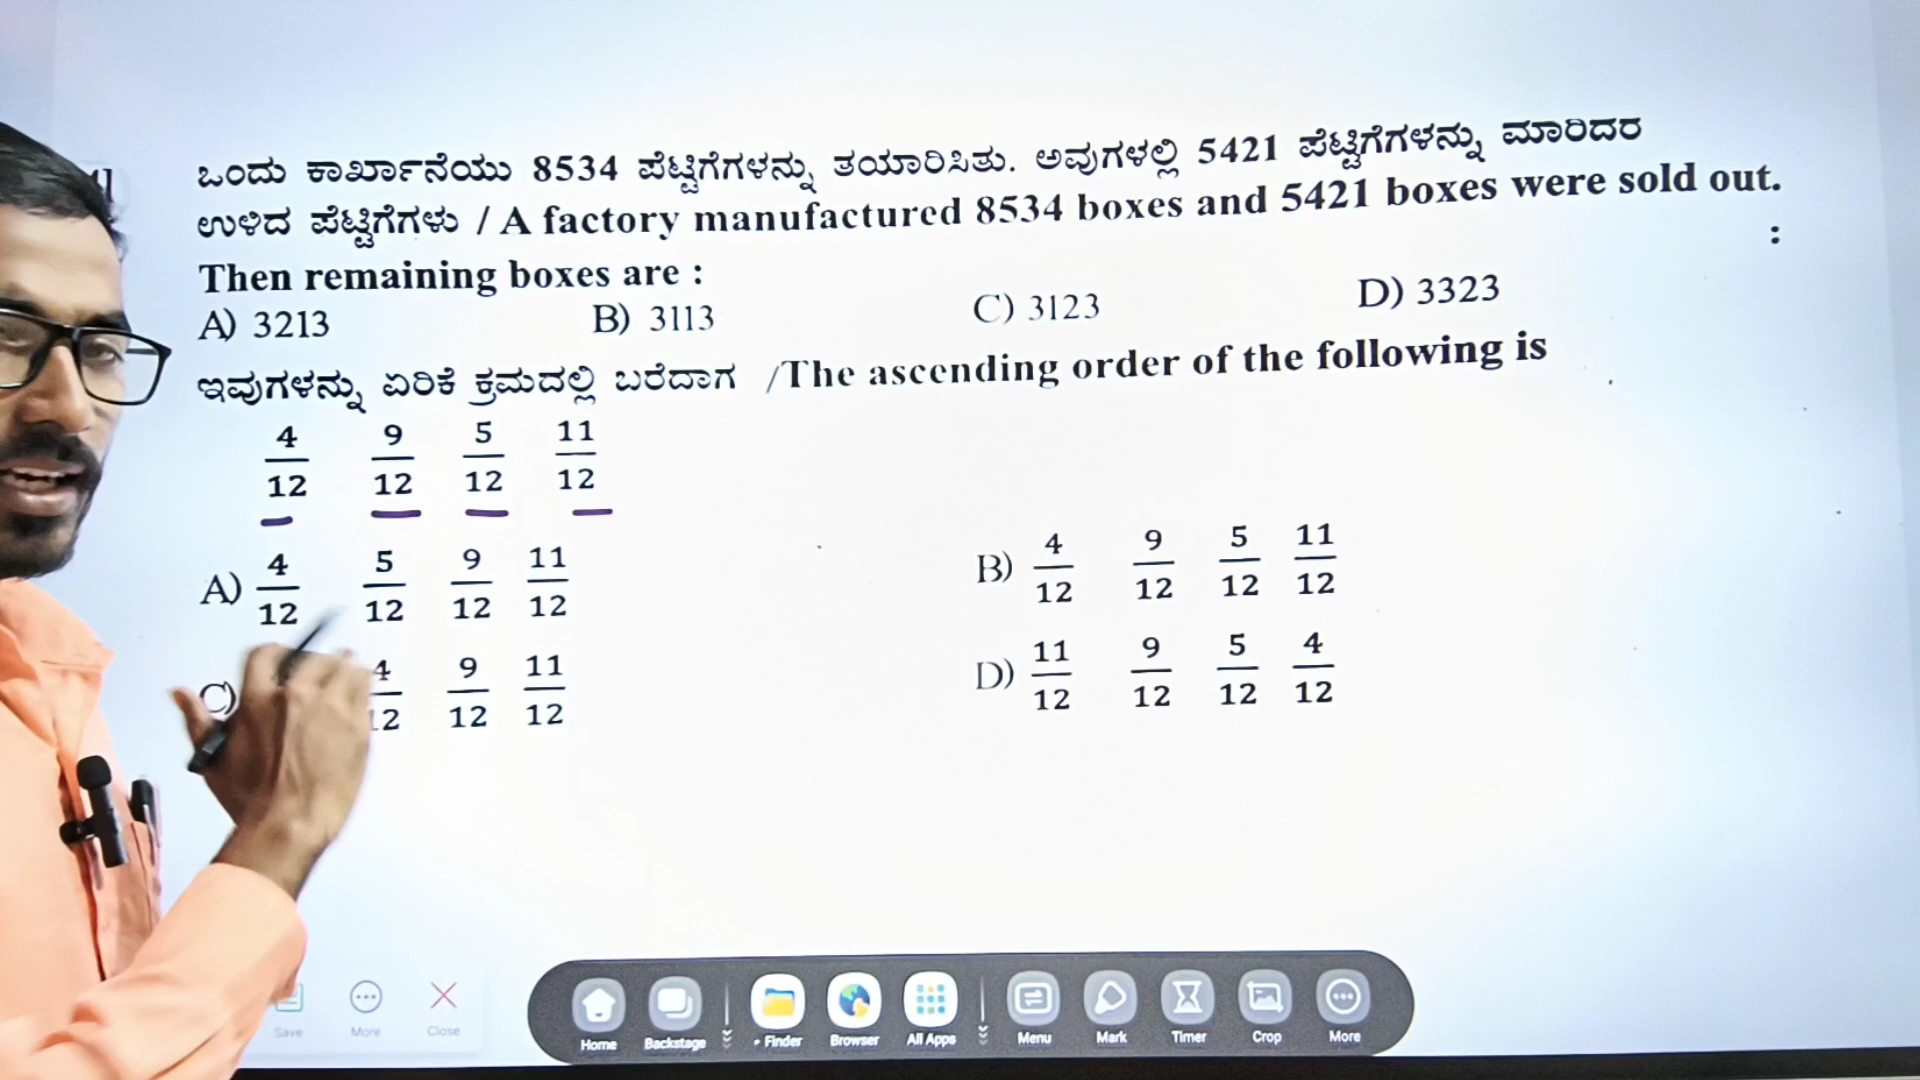 ಒಂದು ಕಾರ್ಖಾನೆಯು 8534 ಪೆಟ್ಟಿಗೆಗಳನ್ನು ತಯಾರಿಸಿತು. ಅವುಗಳಲ್ಲಿ 5421 ಪೆಟ್ಟಿಗೆಗಳನ್ನು ಮಾರಿದರ
ಉಳಿದ ಪೆಟ್ಟಿಗೆಗಳು / A factory manufactured 8534 boxes and 5421 boxes were sold out.
Then remaining boxes are :
:
A) 3213 B) 3113 C) 3123 D) 3323
ಇವುಗಳನ್ನು ಏರಿಕೆ ಕ್ರಮದಲ್ಲಿ ಬರೆದಾಗ /The ascending order of the following is
4/12 9/12 5/12 11/12
A) 4/12 5/12 9/12 11/12 B) 4/12 9/12 5/12 11/12
C) 4/12 9/12 11/12 D) 11/12 9/12 5/12 4/12
Save More Close
Home Backstage Finder Browser All Apps Menu Mark Timer Crop More